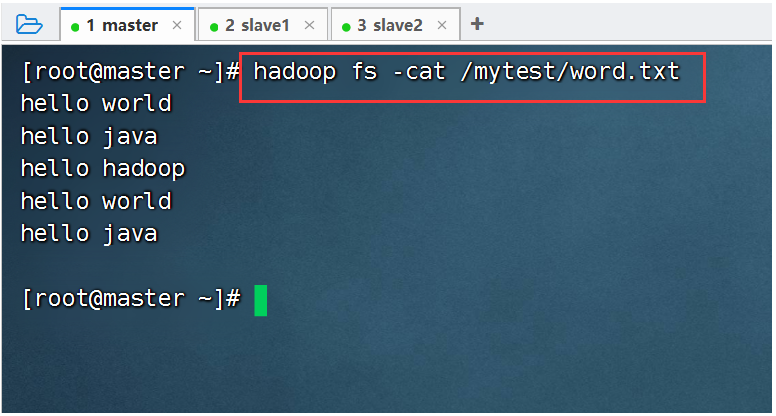 1 master × 2 slave1 × 3 slave2 × +
[root@master ~]# hadoop fs -cat /mytest/word.txt
hello world
hello java
hello hadoop
hello world
hello java
[root@master ~]#